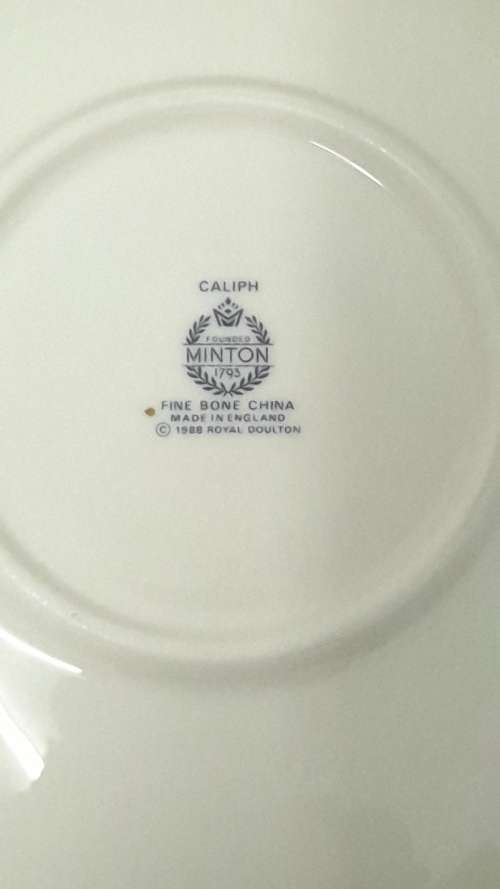 CALIPH
FOUNDED
MINTON
1793
FINE BONE CHINA
MADE IN ENGLAND
© 1988 ROYAL DOULTON